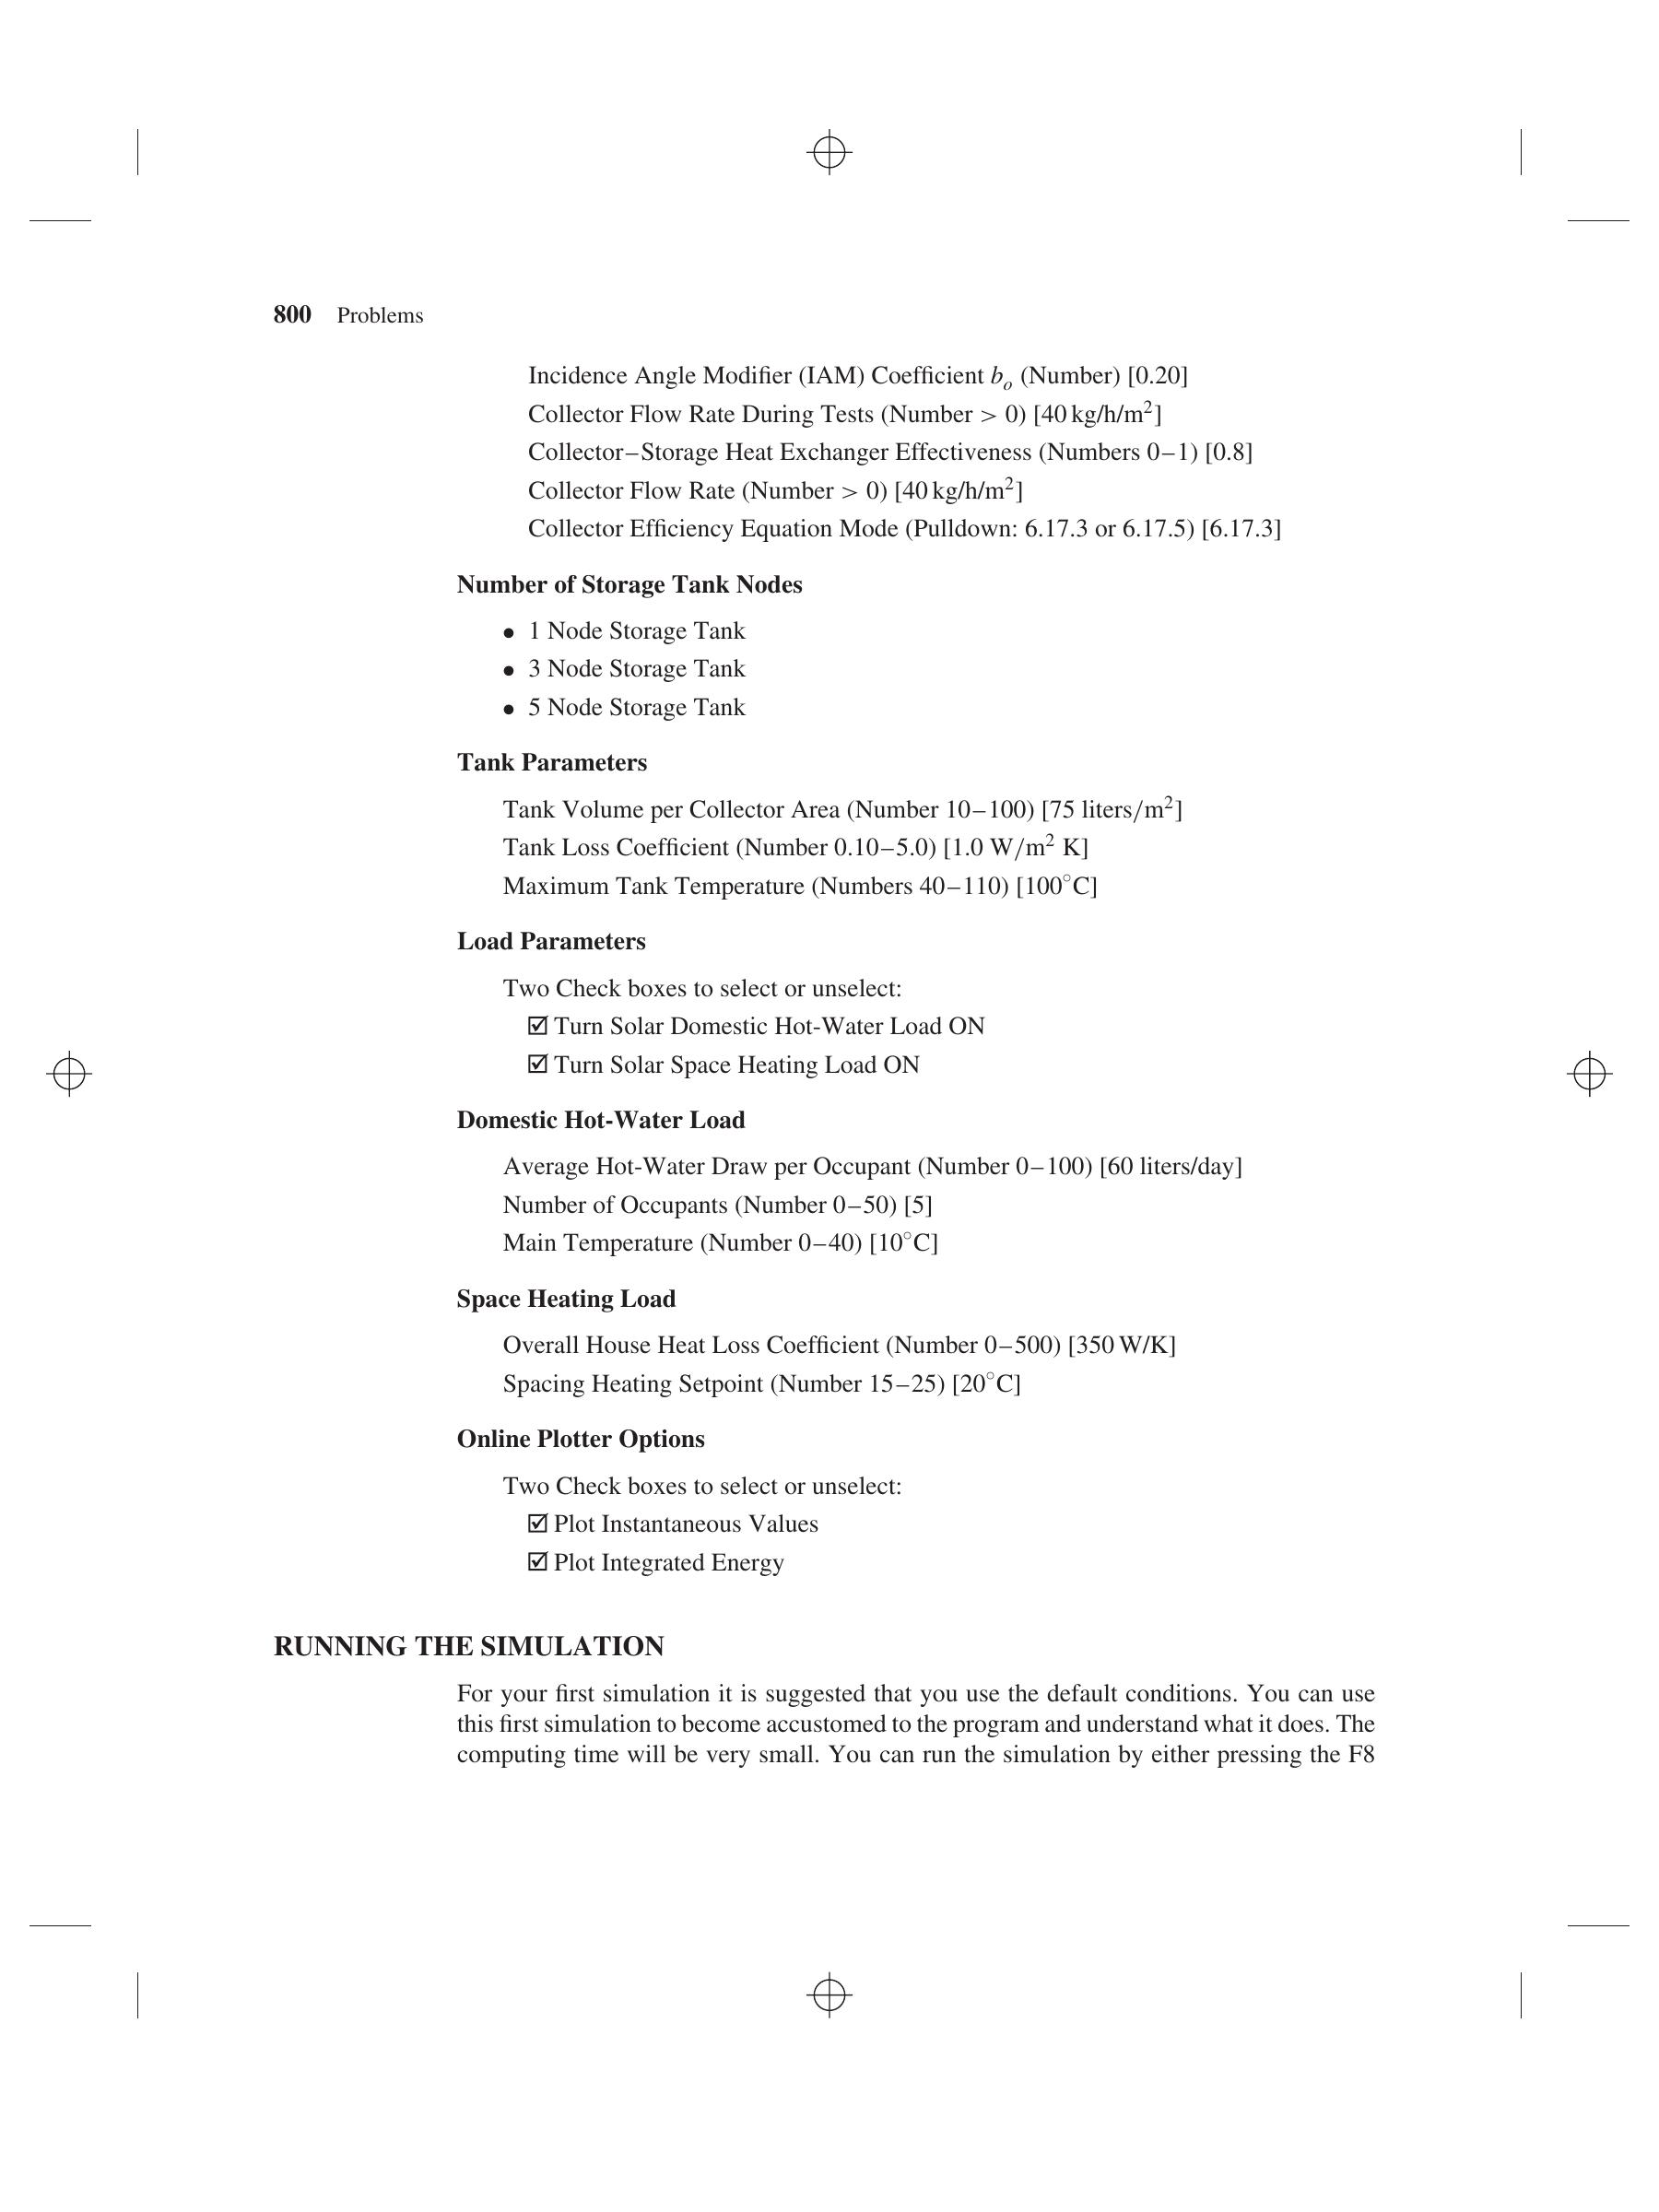 800 Problems
Incidence Angle Modifier (IAM) Coefficient bₒ (Number) [0.20]
Collector Flow Rate During Tests (Number > 0) [40 kg/h/m²]
Collector–Storage Heat Exchanger Effectiveness (Numbers 0–1) [0.8]
Collector Flow Rate (Number > 0) [40 kg/h/m²]
Collector Efficiency Equation Mode (Pulldown: 6.17.3 or 6.17.5) [6.17.3]
Number of Storage Tank Nodes
• 1 Node Storage Tank
• 3 Node Storage Tank
• 5 Node Storage Tank
Tank Parameters
Tank Volume per Collector Area (Number 10–100) [75 liters/m²]
Tank Loss Coefficient (Number 0.10–5.0) [1.0 W/m² K]
Maximum Tank Temperature (Numbers 40–110) [100°C]
Load Parameters
Two Check boxes to select or unselect:
☑ Turn Solar Domestic Hot-Water Load ON
☑ Turn Solar Space Heating Load ON
Domestic Hot-Water Load
Average Hot-Water Draw per Occupant (Number 0–100) [60 liters/day]
Number of Occupants (Number 0–50) [5]
Main Temperature (Number 0–40) [10°C]
Space Heating Load
Overall House Heat Loss Coefficient (Number 0–500) [350 W/K]
Spacing Heating Setpoint (Number 15–25) [20°C]
Online Plotter Options
Two Check boxes to select or unselect:
☑ Plot Instantaneous Values
☑ Plot Integrated Energy
RUNNING THE SIMULATION
For your first simulation it is suggested that you use the default conditions. You can use
this first simulation to become accustomed to the program and understand what it does. The
computing time will be very small. You can run the simulation by either pressing the F8